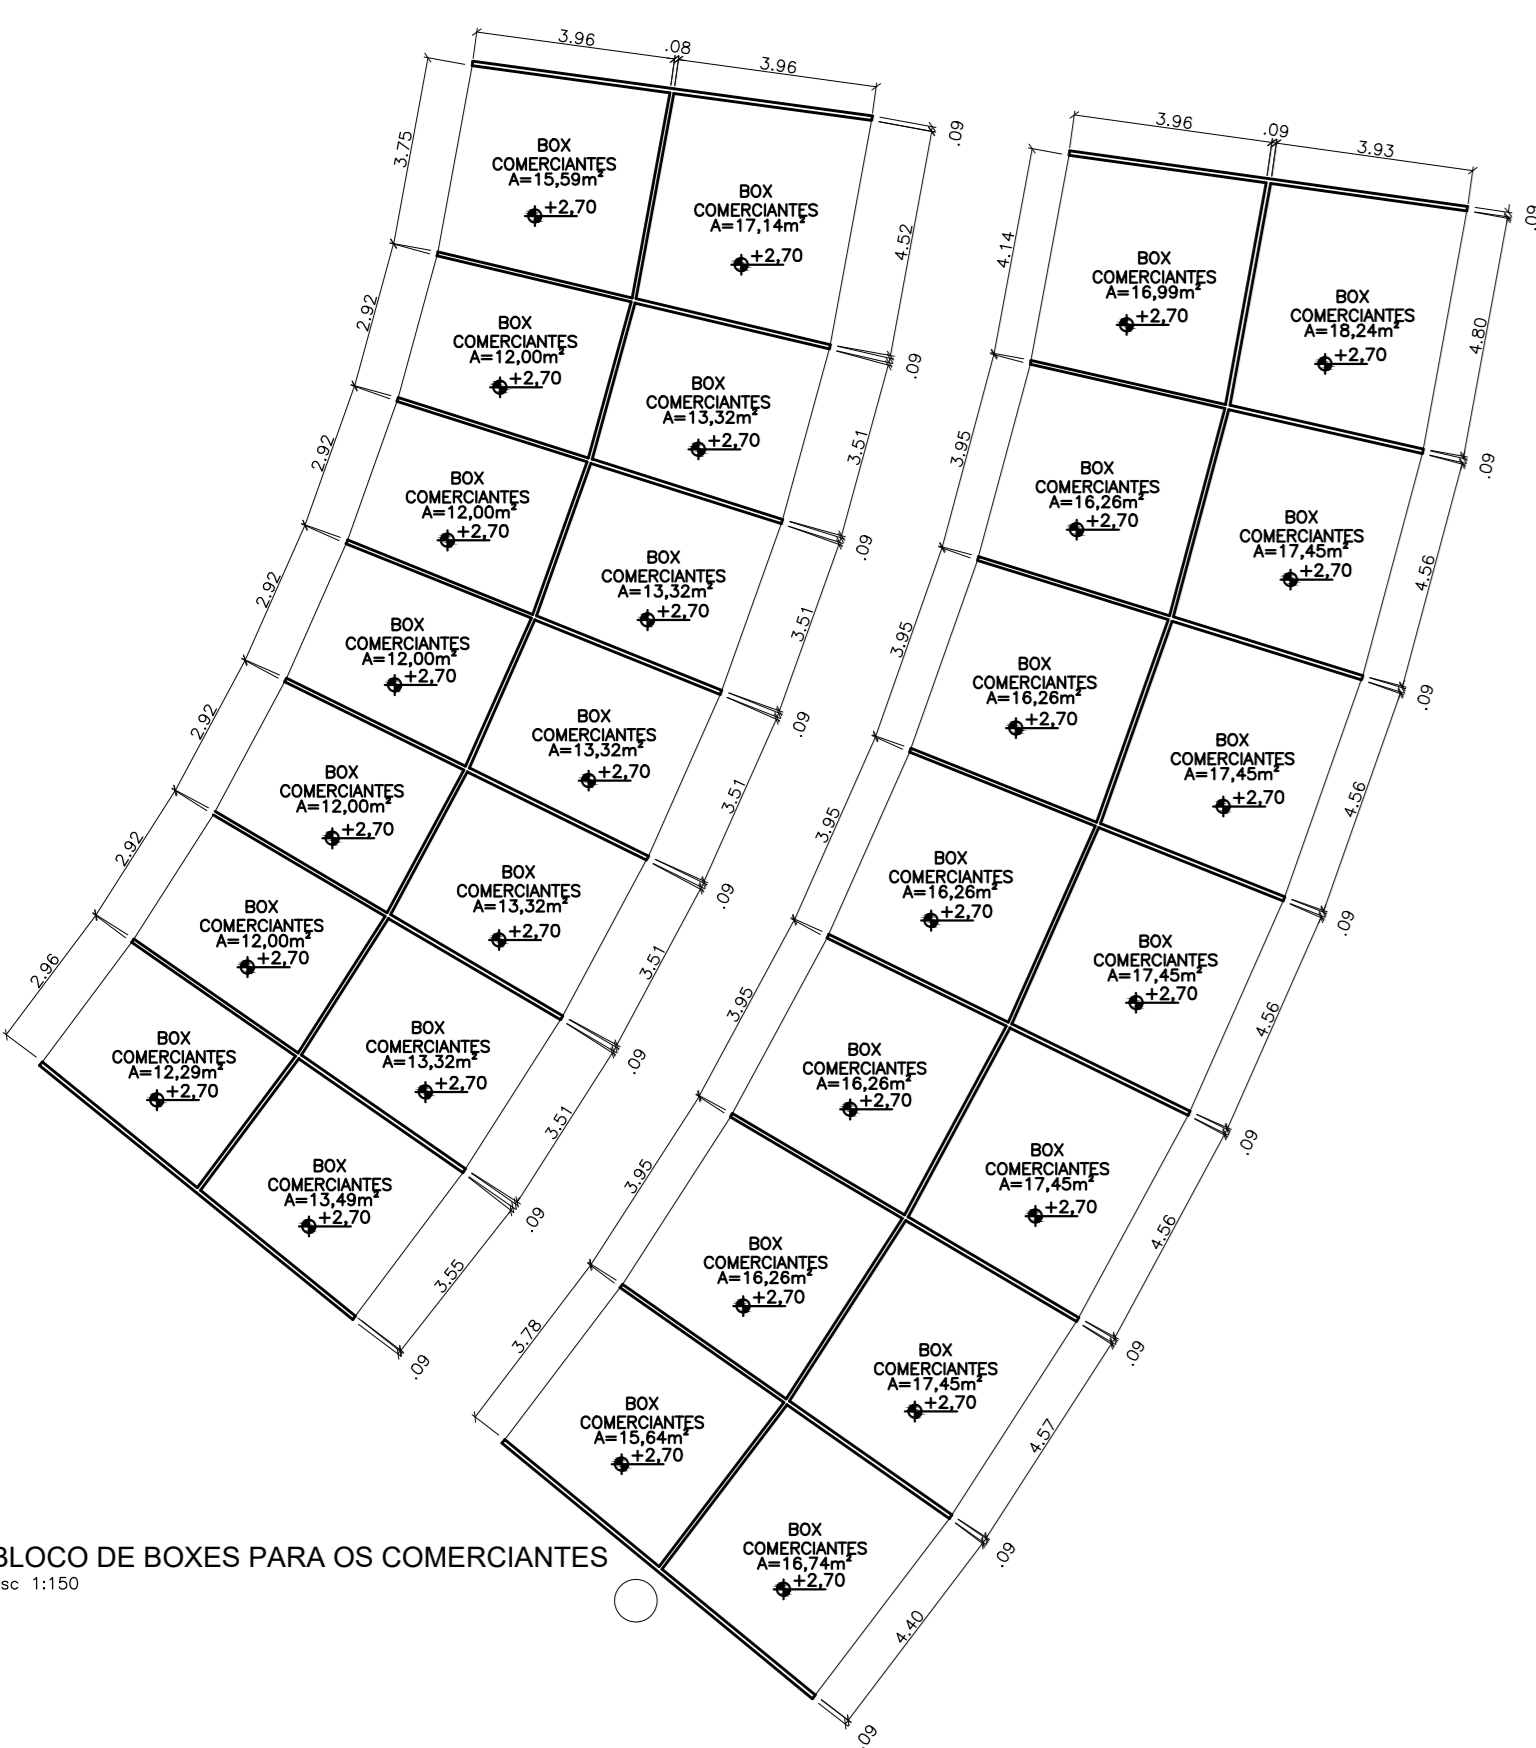 3.96
.08
3.96
.09
3.75
BOX
COMERCIANTES
A=15,59m²
+2,70
BOX
COMERCIANTES
A=17,14m²
+2,70
4.52
2.92
BOX
COMERCIANTES
A=12,00m²
+2,70
.09
BOX
COMERCIANTES
A=13,32m²
+2,70
3.51
2.92
BOX
COMERCIANTES
A=12,00m²
+2,70
.09
BOX
COMERCIANTES
A=13,32m²
+2,70
3.51
2.92
BOX
COMERCIANTES
A=12,00m²
+2,70
.09
BOX
COMERCIANTES
A=13,32m²
+2,70
3.51
2.92
BOX
COMERCIANTES
A=12,00m²
+2,70
.09
BOX
COMERCIANTES
A=13,32m²
+2,70
3.51
2.92
BOX
COMERCIANTES
A=12,00m²
+2,70
.09
BOX
COMERCIANTES
A=13,32m²
+2,70
3.51
2.96
BOX
COMERCIANTES
A=12,29m²
+2,70
.09
BOX
COMERCIANTES
A=13,49m²
+2,70
3.55
.09
3.96
.09
3.93
.09
4.14
BOX
COMERCIANTES
A=16,99m²
+2,70
BOX
COMERCIANTES
A=18,24m²
+2,70
4.80
3.95
BOX
COMERCIANTES
A=16,26m²
+2,70
.09
BOX
COMERCIANTES
A=17,45m²
+2,70
4.56
3.95
BOX
COMERCIANTES
A=16,26m²
+2,70
.09
BOX
COMERCIANTES
A=17,45m²
+2,70
4.56
3.95
BOX
COMERCIANTES
A=16,26m²
+2,70
.09
BOX
COMERCIANTES
A=17,45m²
+2,70
4.56
3.95
BOX
COMERCIANTES
A=16,26m²
+2,70
.09
BOX
COMERCIANTES
A=17,45m²
+2,70
4.56
3.95
BOX
COMERCIANTES
A=16,26m²
+2,70
.09
BOX
COMERCIANTES
A=17,45m²
+2,70
4.57
3.78
BOX
COMERCIANTES
A=15,64m²
+2,70
.09
BOX
COMERCIANTES
A=16,74m²
+2,70
4.40
.09
BLOCO DE BOXES PARA OS COMERCIANTES
sc 1:150